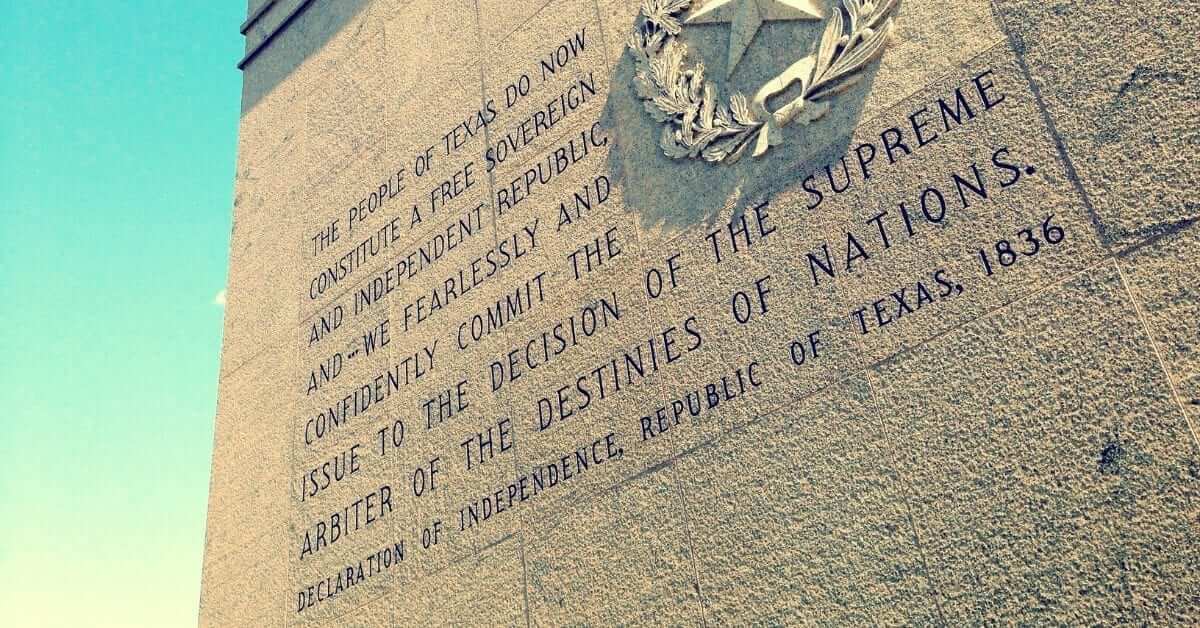 THE PEOPLE OF TEXAS DO NOW
CONSTITUTE A FREE SOVEREIGN
AND INDEPENDENT REPUBLIC,
AND---WE FEARLESSLY AND
CONFIDENTLY COMMIT THE
ISSUE TO THE DECISION OF THE SUPREME
ARBITER OF THE DESTINIES OF NATIONS.
DECLARATION OF INDEPENDENCE, REPUBLIC OF TEXAS, 1836